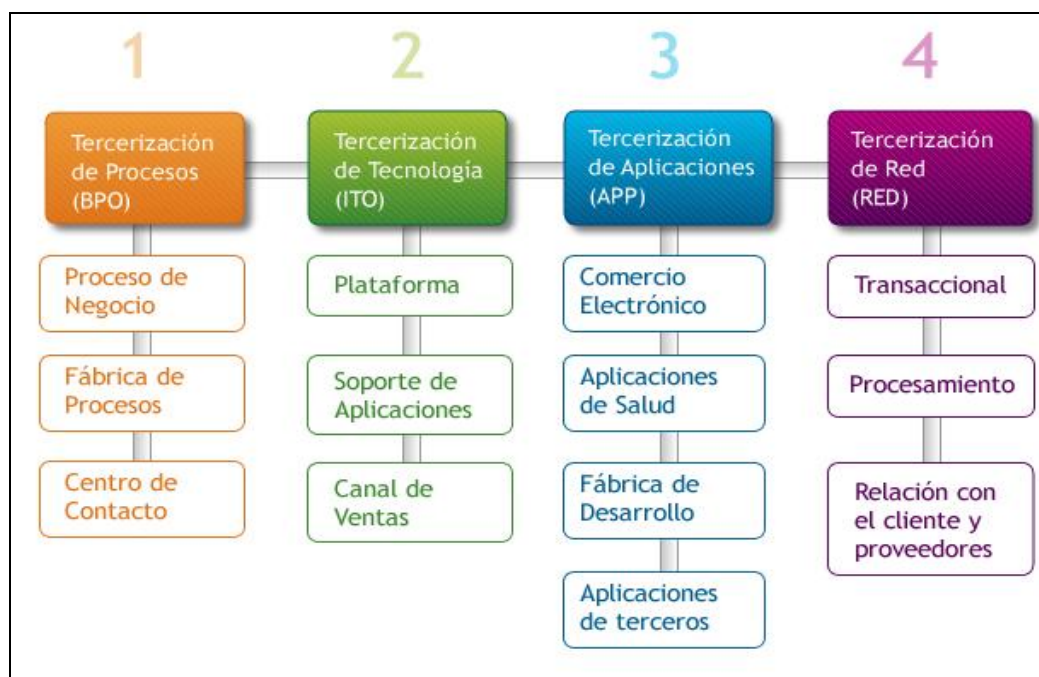 1
Tercerización
de Procesos
(BPO)
Proceso de
Negocio
Fábrica de
Procesos
Centro de
Contacto
2
Tercerización
de Tecnología
(ITO)
Plataforma
Soporte de
Aplicaciones
Canal de
Ventas
3
Tercerización
de Aplicaciones
(APP)
Comercio
Electrónico
Aplicaciones
de Salud
Fábrica de
Desarrollo
Aplicaciones
de terceros
4
Tercerización
de Red
(RED)
Transaccional
Procesamiento
Relación con
el cliente y
proveedores